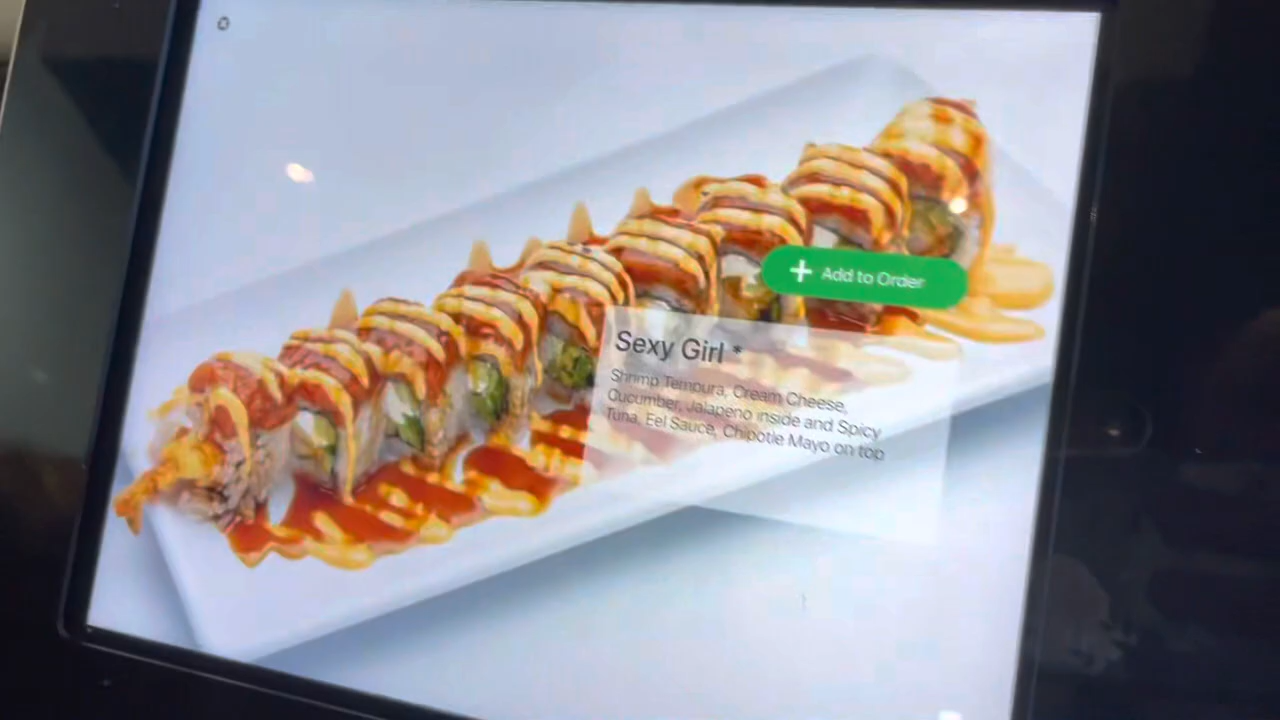 + Add to Order
Sexy Girl *
Shrimp Tempura, Cream Cheese,
Cucumber, Jalapeno inside and Spicy
Tuna, Eel Sauce, Chipotle Mayo on top